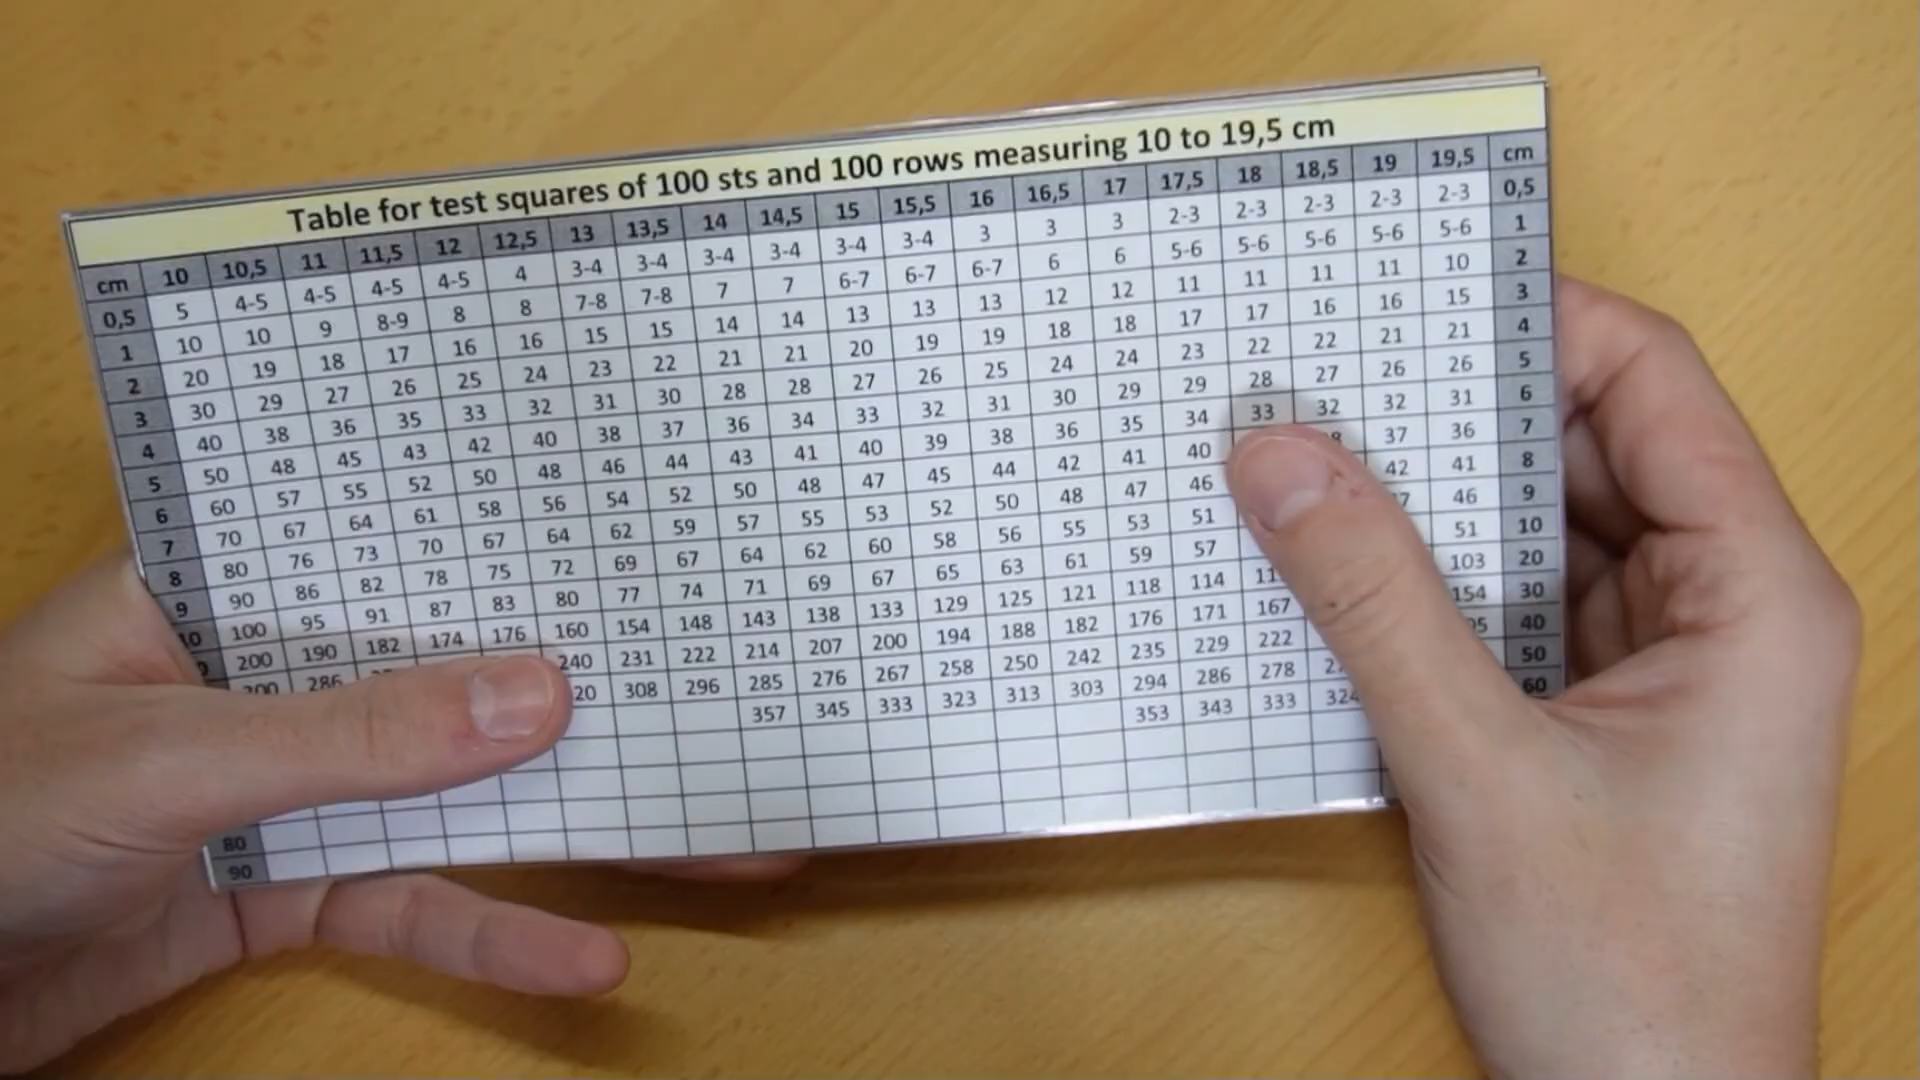 Table for test squares of 100 sts and 100 rows measuring 10 to 19,5 cm
cm 10 10,5 11 11,5 12 12,5 13 13,5 14 14,5 15 15,5 16 16,5 17 17,5 18 18,5 19 19,5 cm
0,5 5 4-5 4-5 4-5 4-5 4 3-4 3-4 3-4 3-4 3-4 3-4 3 3 3 2-3 2-3 2-3 2-3 2-3 0,5
1 10 10 9 8-9 8 8 7-8 7-8 7 7 6-7 6-7 6-7 6 6 5-6 5-6 5-6 5-6 5-6 1
2 20 19 18 17 16 16 15 15 14 14 13 13 13 12 12 11 11 11 11 10 2
3 30 29 27 26 25 24 23 22 21 21 20 19 19 18 18 17 17 16 16 15 3
4 40 38 36 35 33 32 31 30 28 28 27 26 25 24 24 23 22 22 21 21 4
5 50 48 45 43 42 40 38 37 36 34 33 32 31 30 29 29 28 27 26 26 5
6 60 57 55 52 50 48 46 44 43 41 40 39 38 36 35 34 33 32 32 31 6
7 70 67 64 61 58 56 54 52 50 48 47 45 44 42 41 40 37 36 7
8 80 76 73 70 67 64 62 59 57 55 53 52 50 48 47 46 42 41 8
9 90 86 82 78 75 72 69 67 64 62 60 58 56 55 53 51 46 9
10 100 95 91 87 83 80 77 74 71 69 67 65 63 61 59 57 51 10
200 190 182 174 176 160 154 148 143 138 133 129 125 121 118 114 103 20
286 240 231 222 214 207 200 194 188 182 176 171 167 154 30
308 296 285 276 267 258 250 242 235 229 222 40
357 345 333 323 313 303 294 286 278 50
353 343 333 324 60
80
90